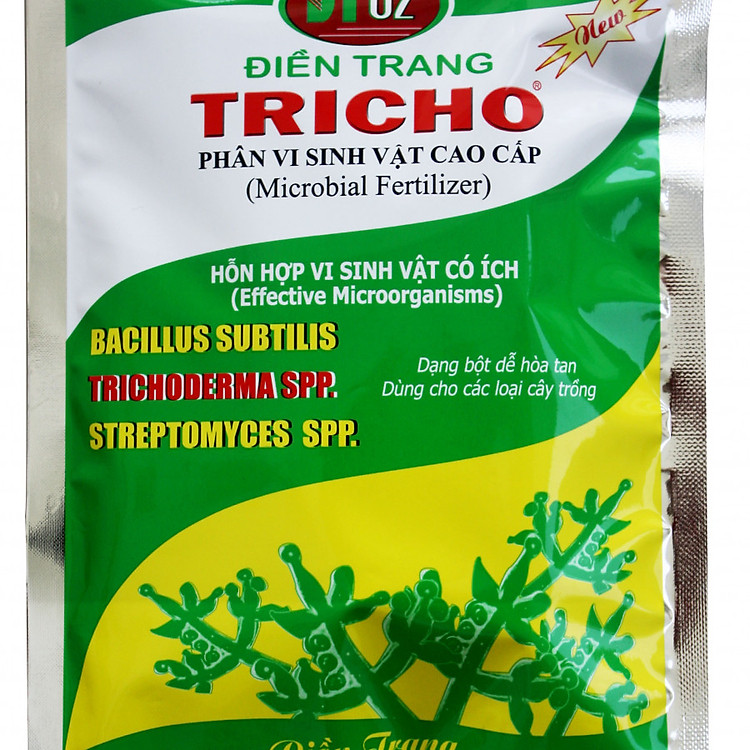 New
ĐIỀN TRANG
TRICHO®
PHÂN VI SINH VẬT CAO CẤP
(Microbial Fertilizer)
HỖN HỢP VI SINH VẬT CÓ ÍCH
(Effective Microorganisms)
BACILLUS SUBTILIS
TRICHODERMA SPP.
STREPTOMYCES SPP.
Dạng bột dễ hòa tan
Dùng cho các loại cây trồng
Điền Trang